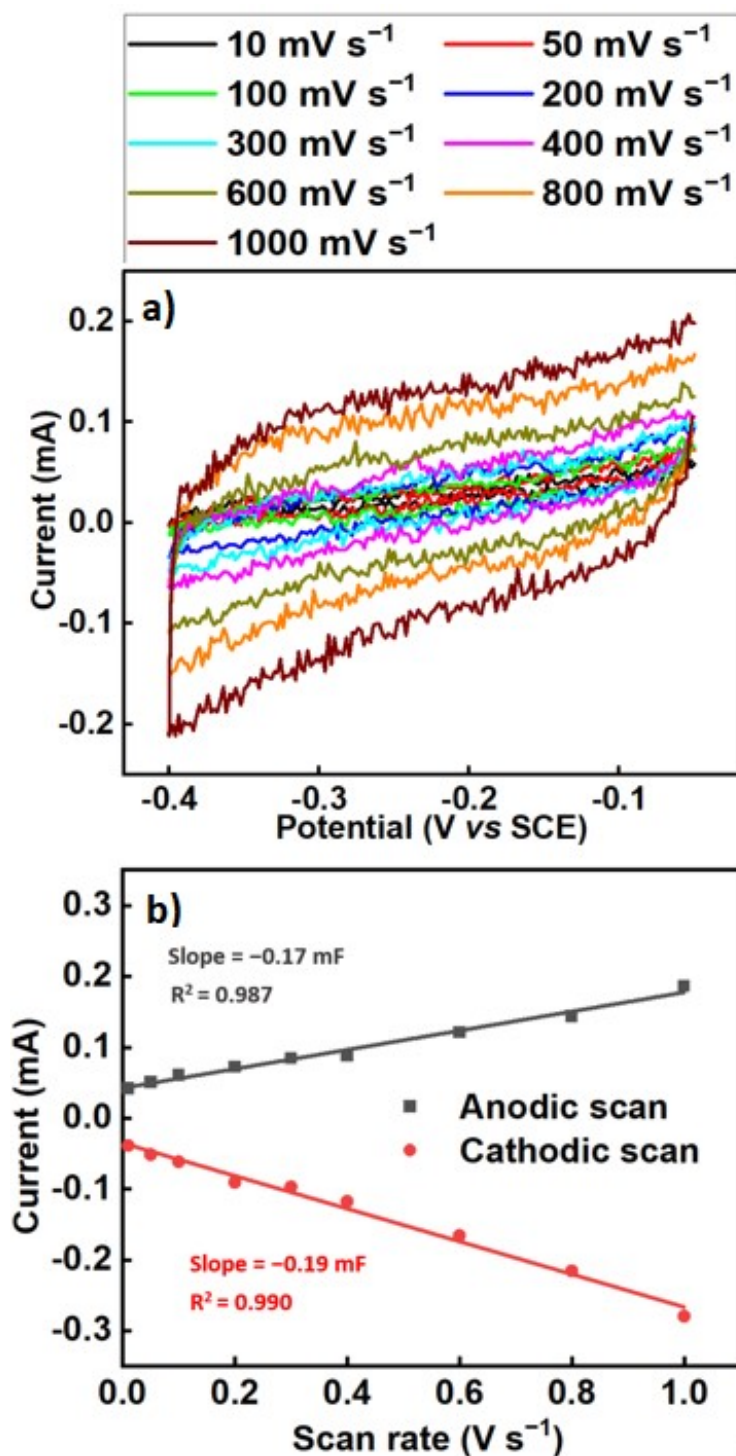 10 mV s⁻¹ 50 mV s⁻¹
100 mV s⁻¹ 200 mV s⁻¹
300 mV s⁻¹ 400 mV s⁻¹
600 mV s⁻¹ 800 mV s⁻¹
1000 mV s⁻¹
a)
0.2
0.1
0.0
-0.1
-0.2
Current (mA)
-0.4 -0.3 -0.2 -0.1
Potential (V vs SCE)
b)
0.3
0.2
0.1
0.0
-0.1
-0.2
-0.3
Current (mA)
Slope = −0.17 mF
R² = 0.987
Anodic scan
Cathodic scan
Slope = −0.19 mF
R² = 0.990
0.0 0.2 0.4 0.6 0.8 1.0
Scan rate (V s⁻¹)